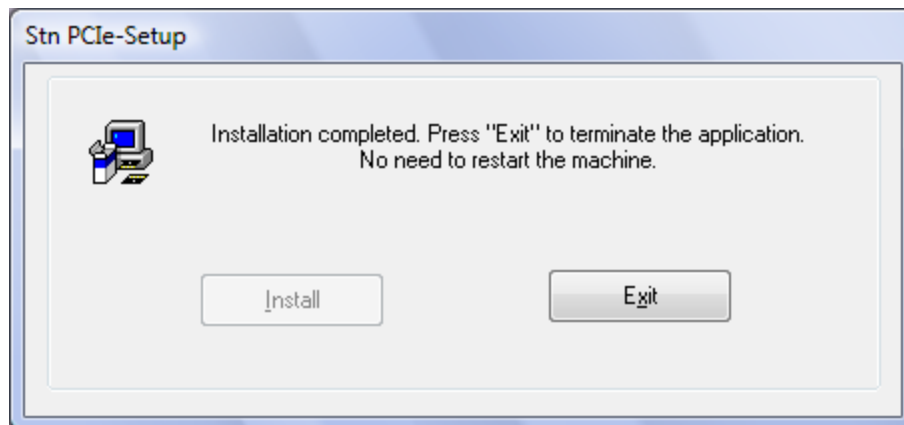 Stn PCIe-Setup
Installation completed. Press "Exit" to terminate the application.
No need to restart the machine.
Install
Exit